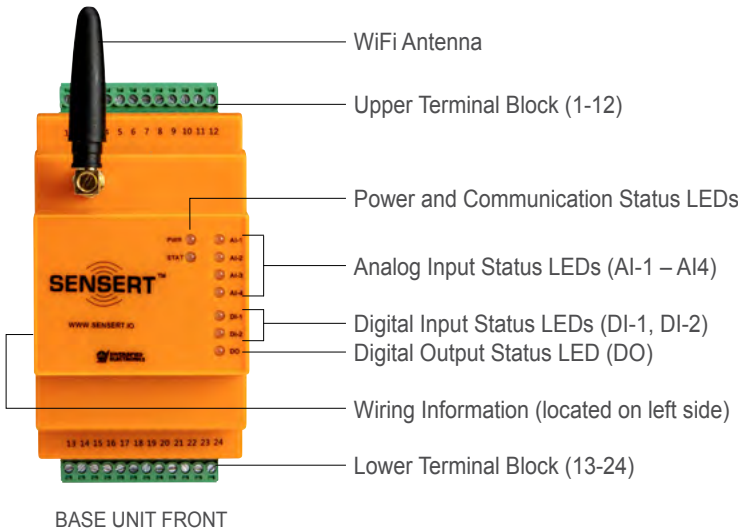 WiFi Antenna
Upper Terminal Block (1-12)
1 4 5 6 7 8 9 10 11 12
Power and Communication Status LEDs
PWR AI-1
STAT AI-2
Analog Input Status LEDs (AI-1 – AI4)
AI-3
SENSERT™
AI-4
Digital Input Status LEDs (DI-1, DI-2)
DI-1
WWW.SENSERT.IO
DI-2
Digital Output Status LED (DO)
DO
Wiring Information (located on left side)
13 14 15 16 17 18 19 20 21 22 23 24
Lower Terminal Block (13-24)
BASE UNIT FRONT